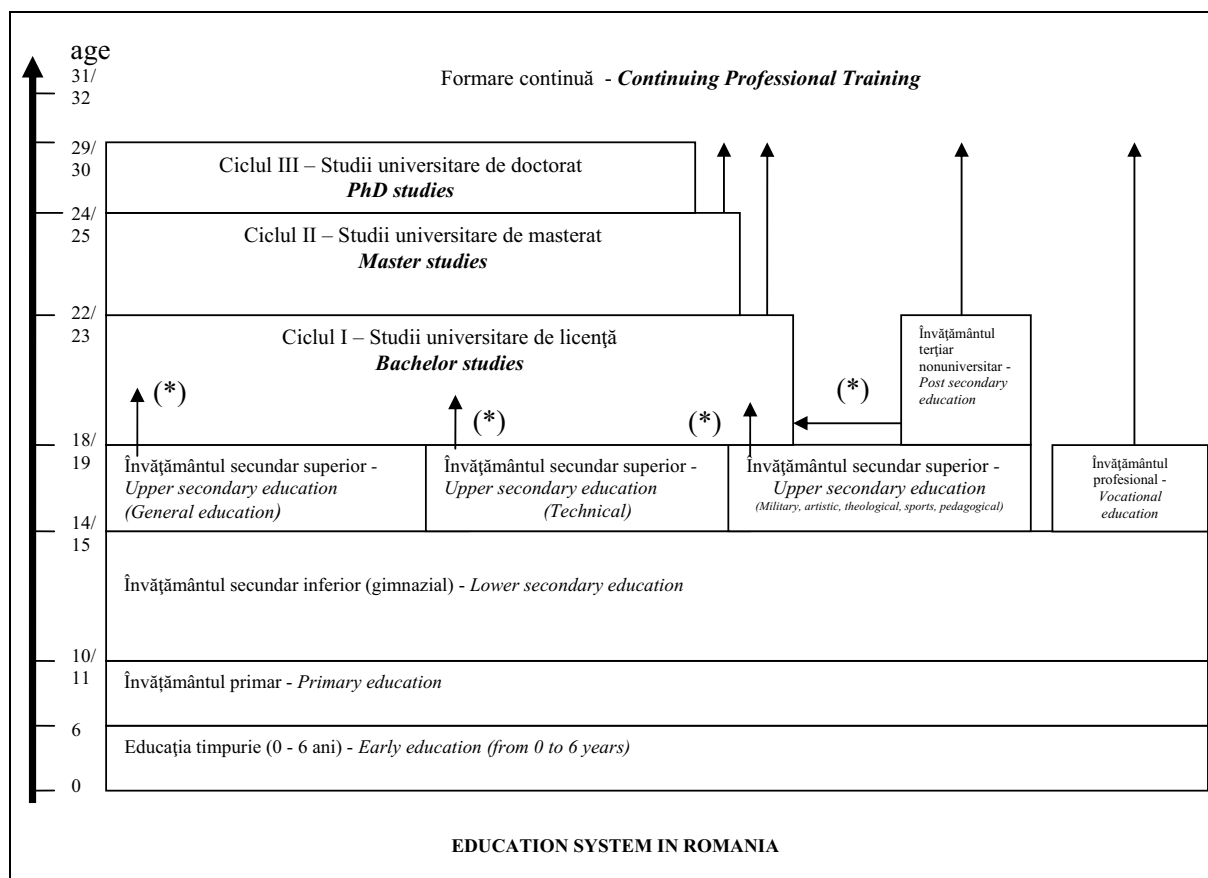 age
31/
32
Formare continuă - Continuing Professional Training
29/
30
Ciclul III – Studii universitare de doctorat
PhD studies
24/
25
Ciclul II – Studii universitare de masterat
Master studies
22/
23
Ciclul I – Studii universitare de licenţă
Bachelor studies
Învăţământul
terţiar
nonuniversitar -
Post secondary
education
(*)
(*)
(*)
(*)
18/
19
Învăţământul secundar superior -
Upper secondary education
(General education)
Învăţământul secundar superior -
Upper secondary education
(Technical)
Învăţământul secundar superior -
Upper secondary education
(Military, artistic, theological, sports, pedagogical)
Învăţământul
profesional -
Vocational
education
14/
15
Învăţământul secundar inferior (gimnazial) - Lower secondary education
10/
11
Învățământul primar - Primary education
6
Educaţia timpurie (0 - 6 ani) - Early education (from 0 to 6 years)
0
EDUCATION SYSTEM IN ROMANIA